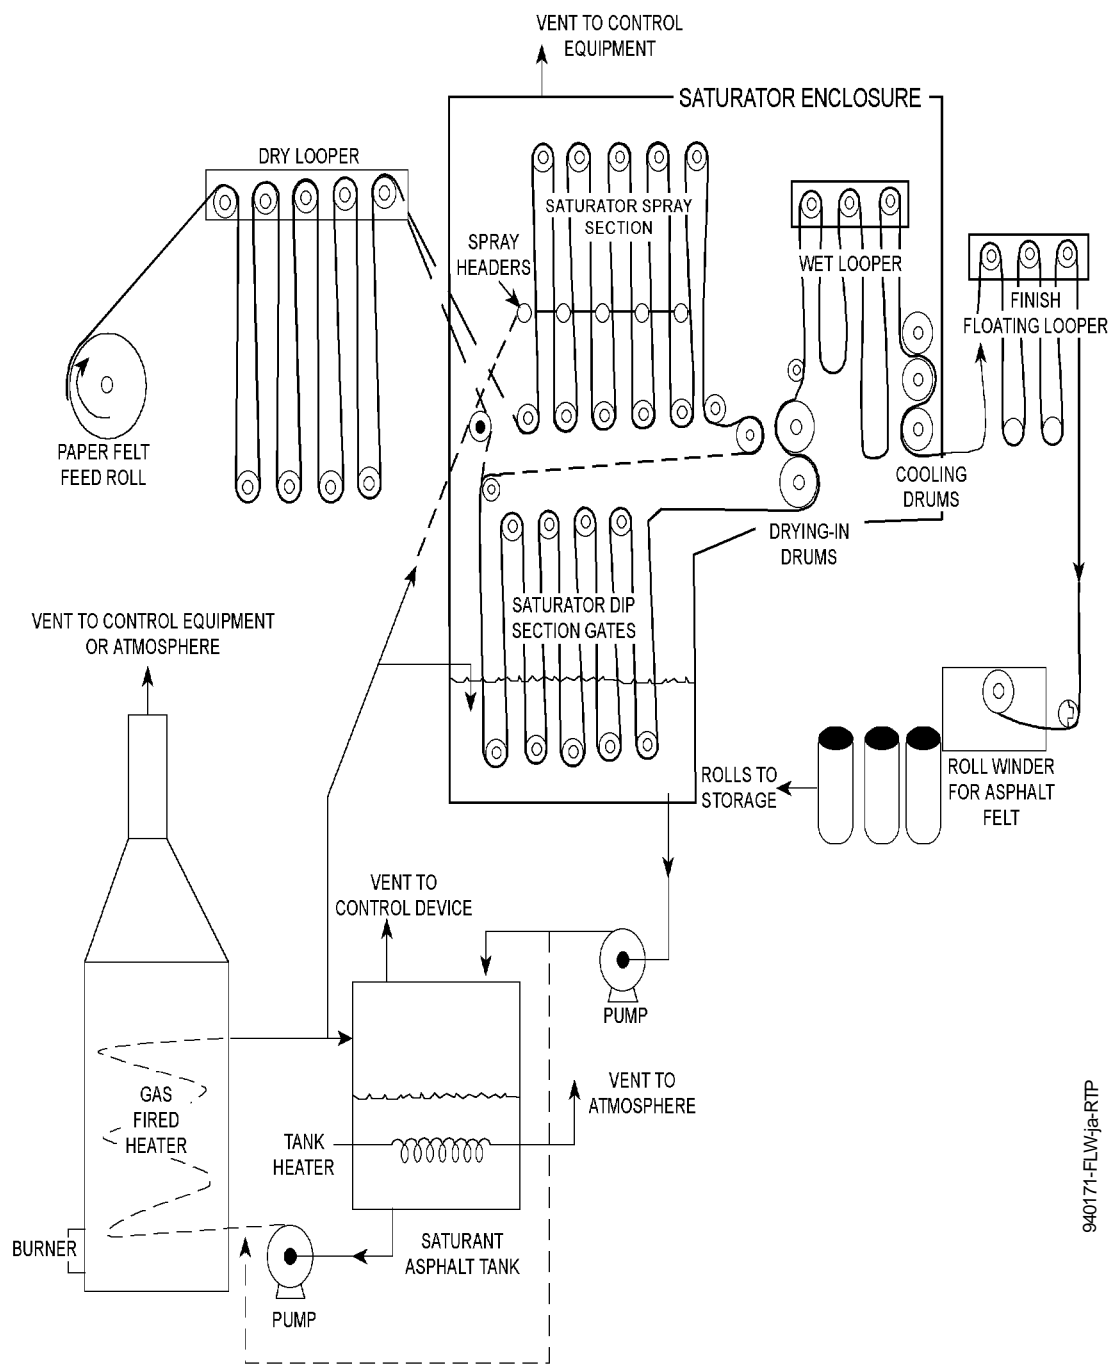 VENT TO CONTROL
EQUIPMENT
SATURATOR ENCLOSURE
DRY LOOPER
SATURATOR SPRAY
SECTION
SPRAY
HEADERS
WET LOOPER
FINISH
FLOATING LOOPER
PAPER FELT
FEED ROLL
COOLING
DRUMS
DRYING-IN
DRUMS
SATURATOR DIP
SECTION GATES
VENT TO CONTROL EQUIPMENT
OR ATMOSPHERE
ROLLS TO
STORAGE
ROLL WINDER
FOR ASPHALT
FELT
VENT TO
CONTROL DEVICE
PUMP
VENT TO
ATMOSPHERE
GAS
FIRED
HEATER
TANK
HEATER
BURNER
SATURANT
ASPHALT TANK
PUMP
940171-FLW-ja-RTP